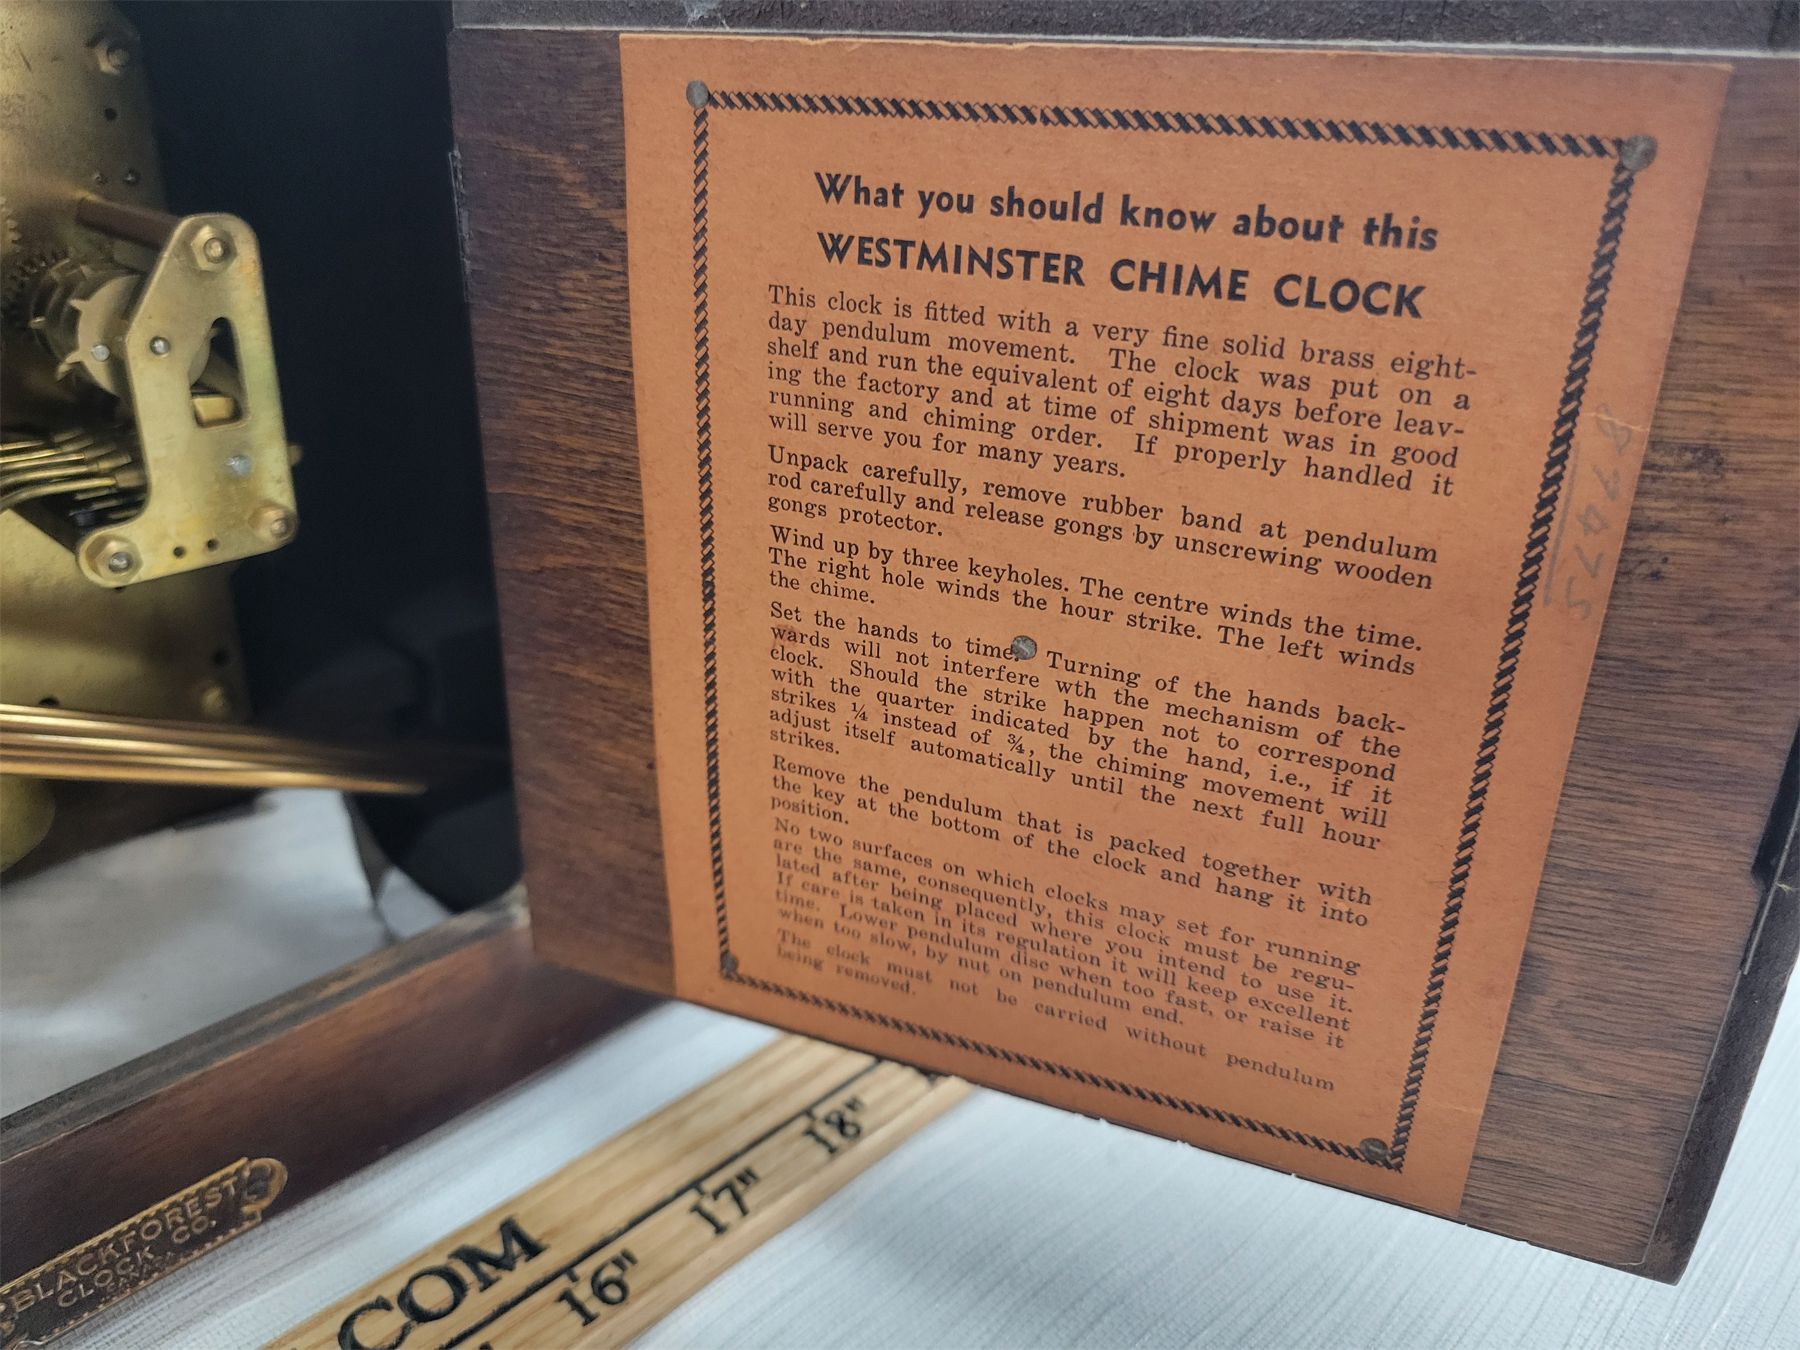 What you should know about this
WESTMINSTER CHIME CLOCK
This clock is fitted with a very fine solid brass eight-
day pendulum movement. The clock was put on a
shelf and run the equivalent of eight days before leav-
ing the factory and at time of shipment was in good
running and chiming order. If properly handled it
will serve you for many years.
Unpack carefully, remove rubber band at pendulum
rod carefully and release gongs by unscrewing wooden
gongs protector.
Wind up by three keyholes. The centre winds the time.
The right hole winds the hour strike. The left winds
the chime.
Set the hands to time. Turning of the hands back-
wards will not interfere wth the mechanism of the
clock. Should the strike happen not to correspond
with the quarter indicated by the hand, i.e., if it
strikes ¼ instead of ¾, the chiming movement will
adjust itself automatically until the next full hour
strikes.
Remove the pendulum that is packed together with
the key at the bottom of the clock and hang it into
position.
No two surfaces on which clocks may set for running
are the same, consequently, this clock must be regu-
lated after being placed where you intend to use it.
If care is taken in its regulation it will keep excellent
time. Lower pendulum disc when too fast, or raise it
when too slow, by nut on pendulum end.
The clock must not be carried without pendulum
being removed.
87475
BLACKFOREST
CLOCK CO.
COM
16"
17"
18"